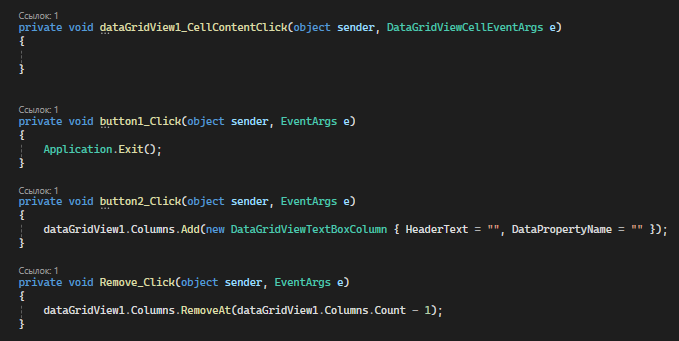 Ссылок: 1
private void dataGridView1_CellContentClick(object sender, DataGridViewCellEventArgs e)
{
}
Ссылок: 1
private void button1_Click(object sender, EventArgs e)
{
Application.Exit();
}
Ссылок: 1
private void button2_Click(object sender, EventArgs e)
{
dataGridView1.Columns.Add(new DataGridViewTextBoxColumn { HeaderText = "", DataPropertyName = "" });
}
Ссылок: 1
private void Remove_Click(object sender, EventArgs e)
{
dataGridView1.Columns.RemoveAt(dataGridView1.Columns.Count - 1);
}